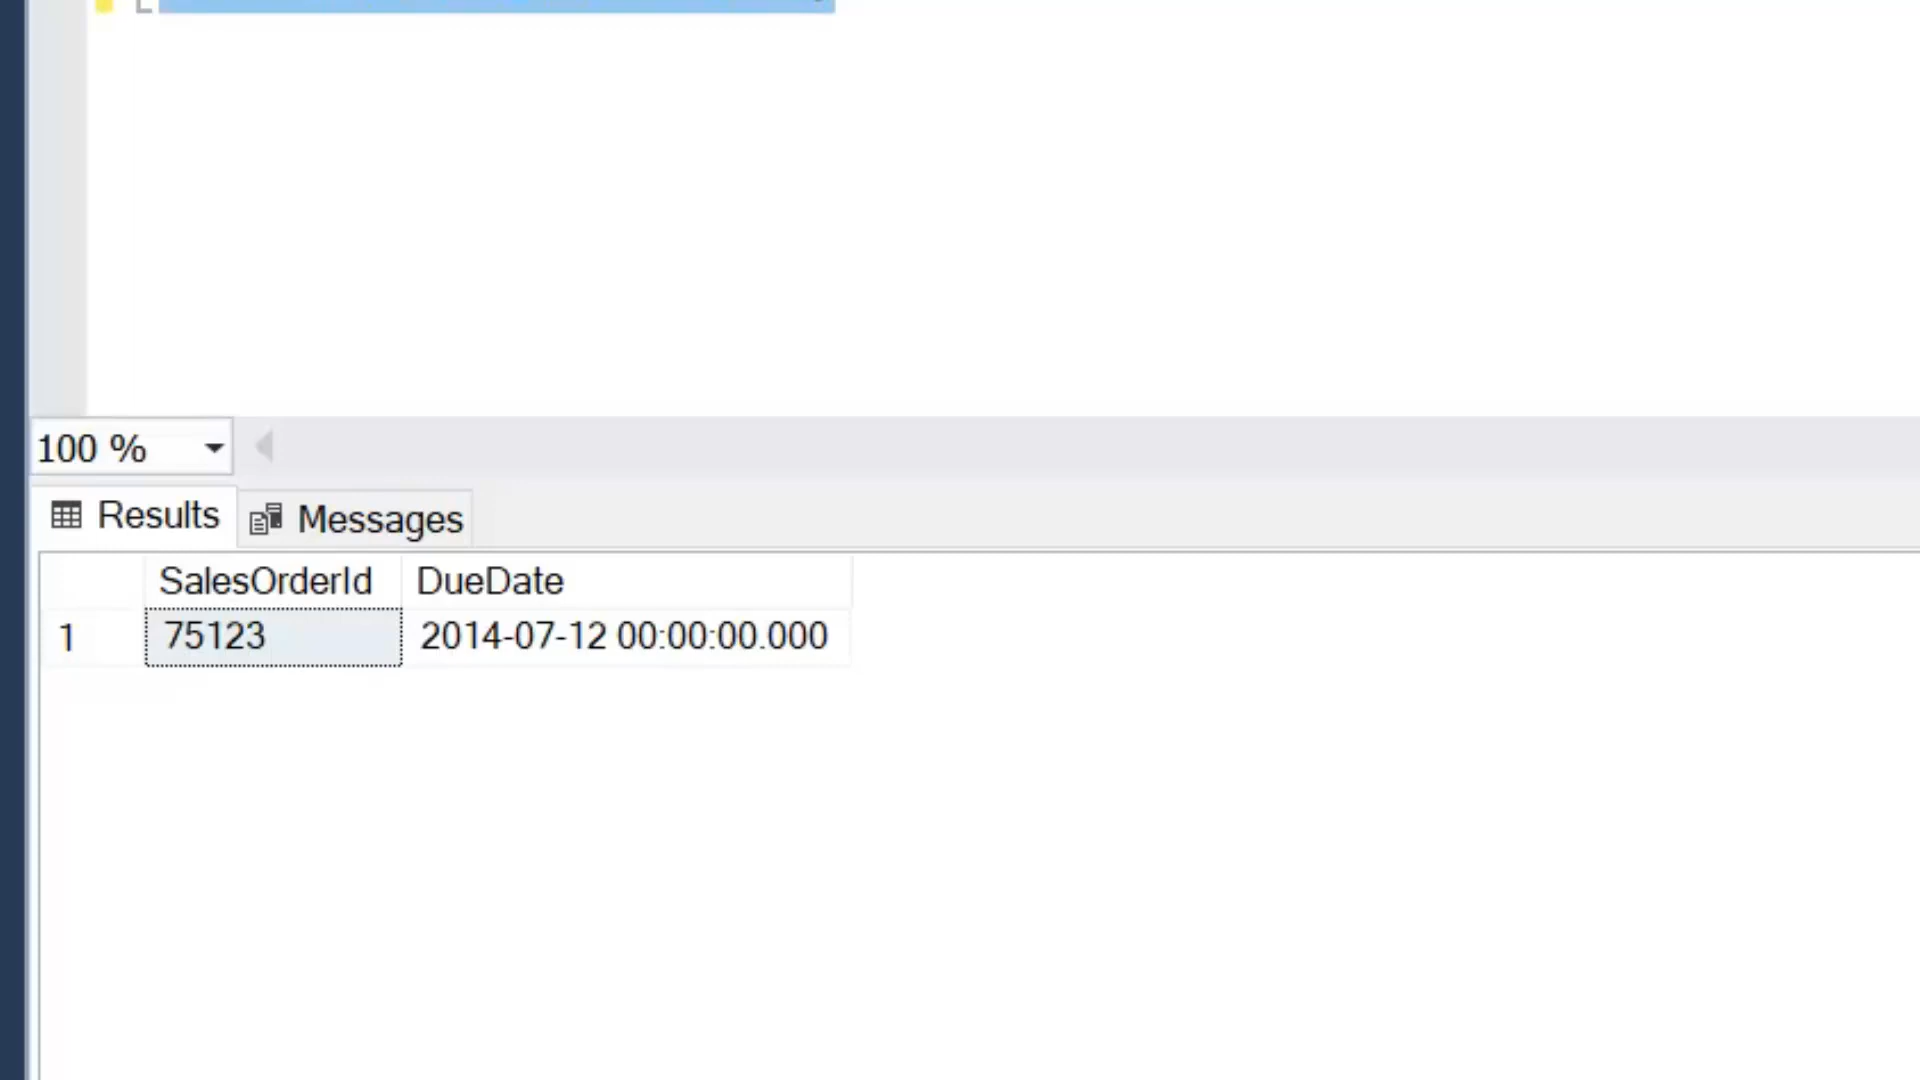 100 %
Results Messages
SalesOrderId DueDate
1 75123 2014-07-12 00:00:00.000